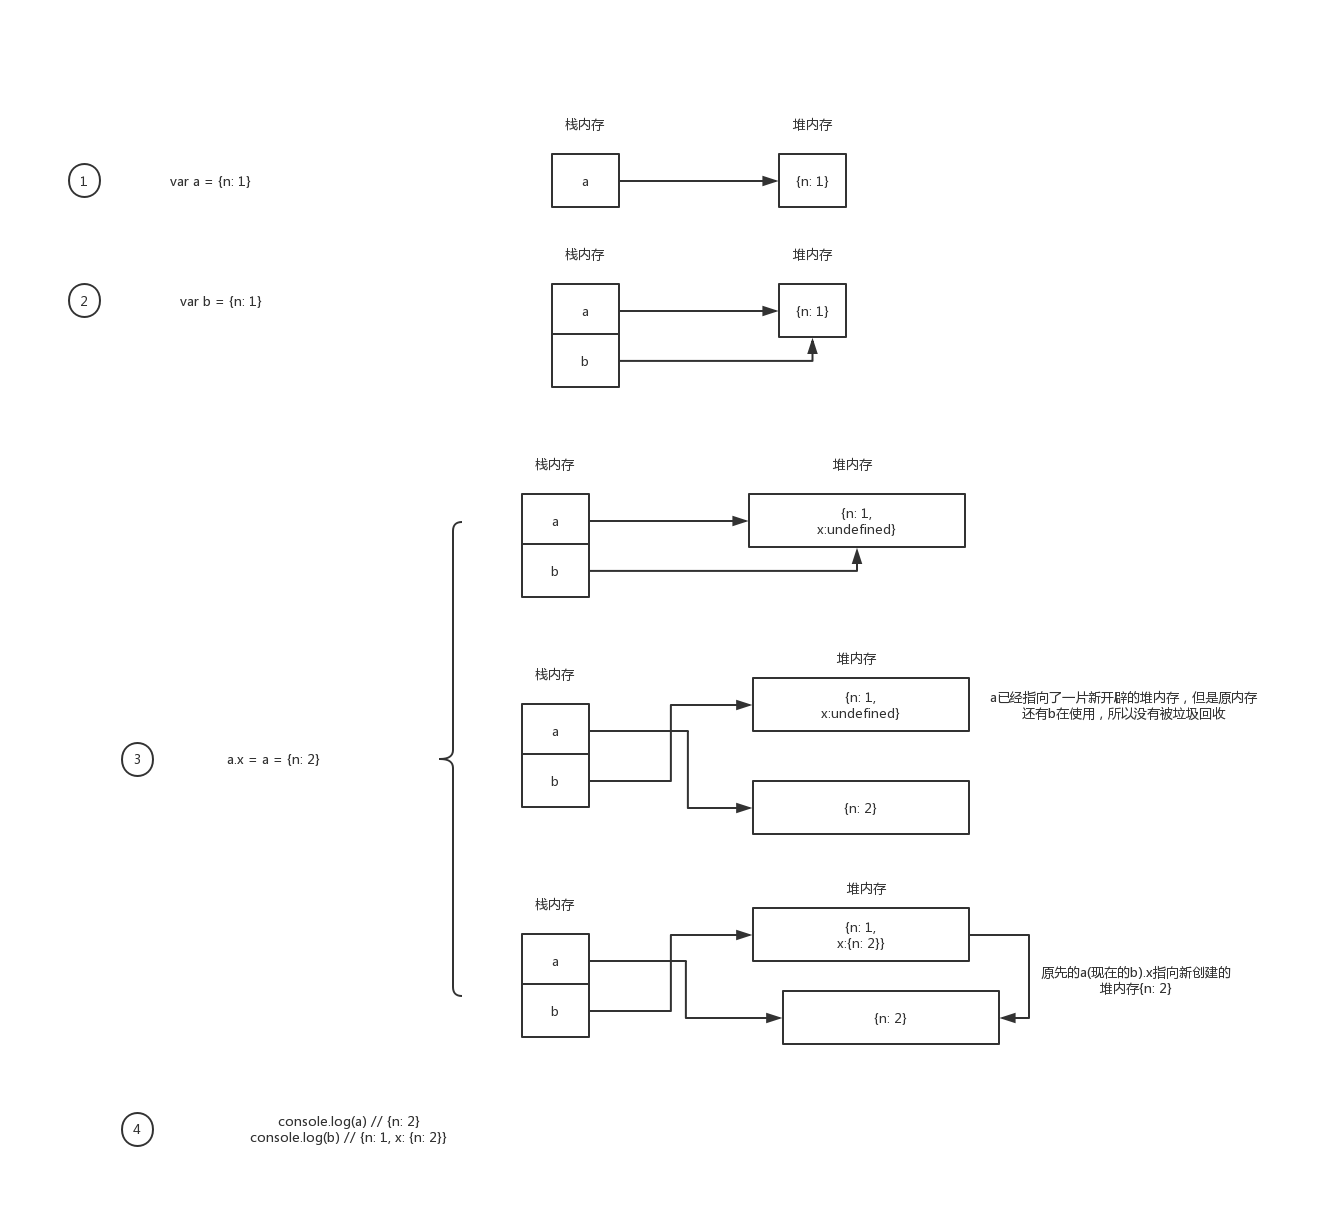 栈内存
堆内存
1
var a = {n: 1}
a
{n: 1}
栈内存
堆内存
2
var b = {n: 1}
a
{n: 1}
b
栈内存
堆内存
a
{n: 1,
x:undefined}
b
3
a.x = a = {n: 2}
栈内存
堆内存
a
b
{n: 1,
x:undefined}
{n: 2}
a已经指向了一片新开辟的堆内存，但是原内存
还有b在使用，所以没有被垃圾回收
栈内存
堆内存
a
b
{n: 1,
x:{n: 2}}
{n: 2}
原先的a(现在的b).x指向新创建的
堆内存{n: 2}
4
console.log(a) // {n: 2}
console.log(b) // {n: 1, x: {n: 2}}